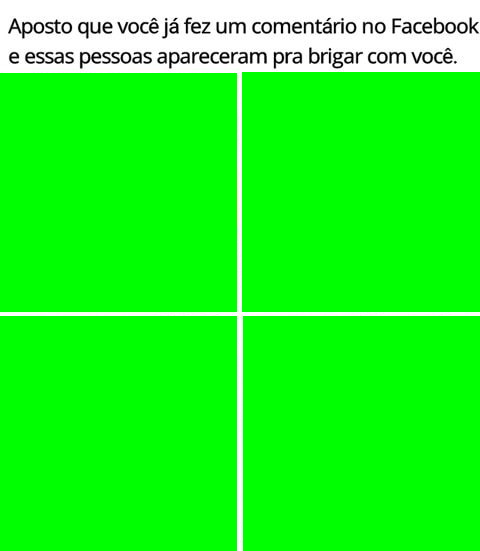 Aposto que você já fez um comentário no Facebook
e essas pessoas apareceram pra brigar com você.